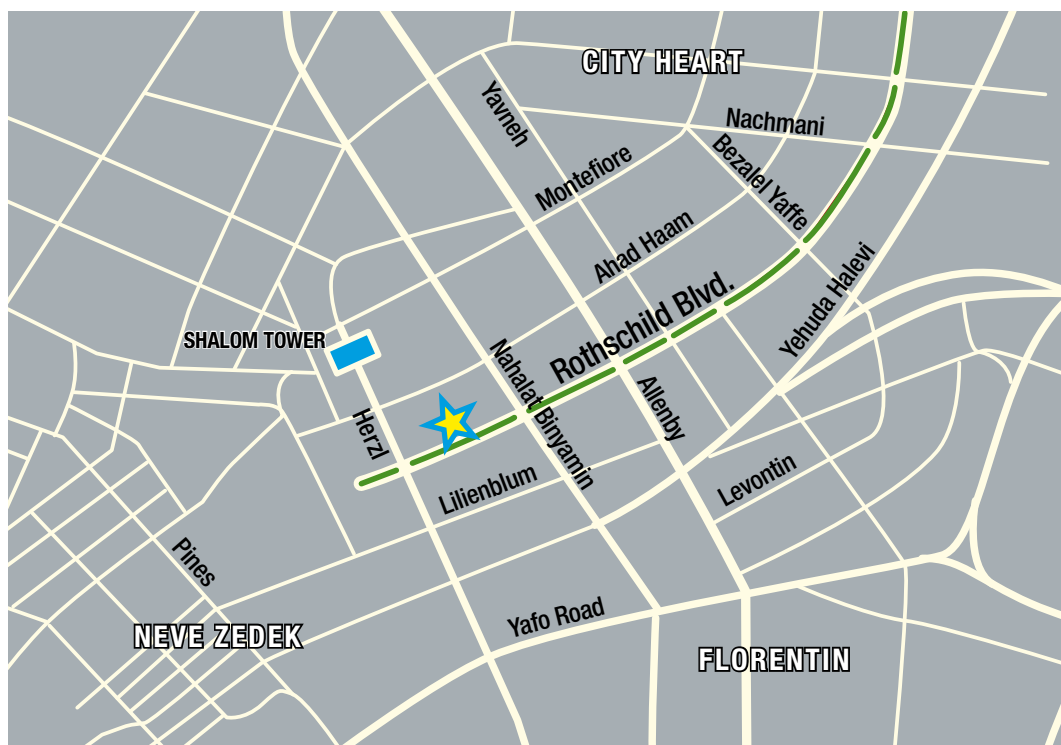 CITY HEART
Yavneh
Nachmani
Bezalel Yaffe
Montefiore
Ahad Haam
Yehuda Halevi
Rothschild Blvd.
SHALOM TOWER
Nahalat Binyamin
Allenby
Herzl
Lilienblum
Levontin
Pines
Yafo Road
NEVE ZEDEK
FLORENTIN